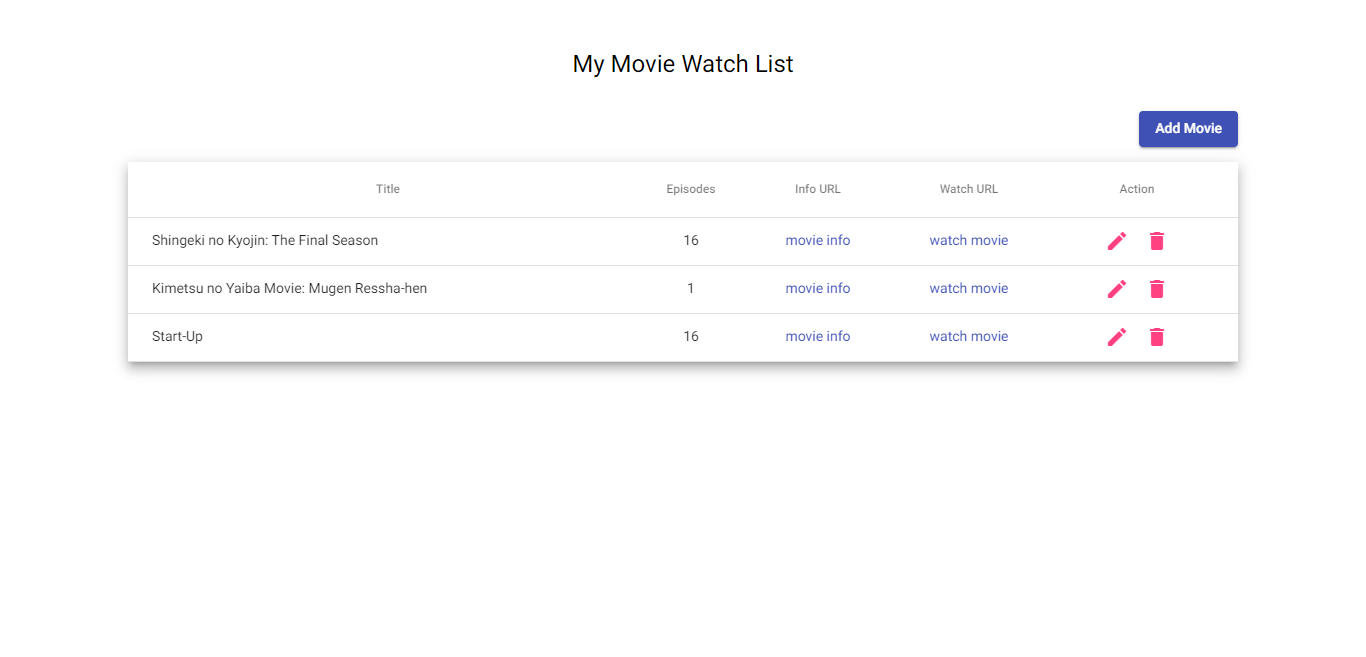 My Movie Watch List
Add Movie
Title Episodes Info URL Watch URL Action
Shingeki no Kyojin: The Final Season 16 movie info watch movie
Kimetsu no Yaiba Movie: Mugen Ressha-hen 1 movie info watch movie
Start-Up 16 movie info watch movie